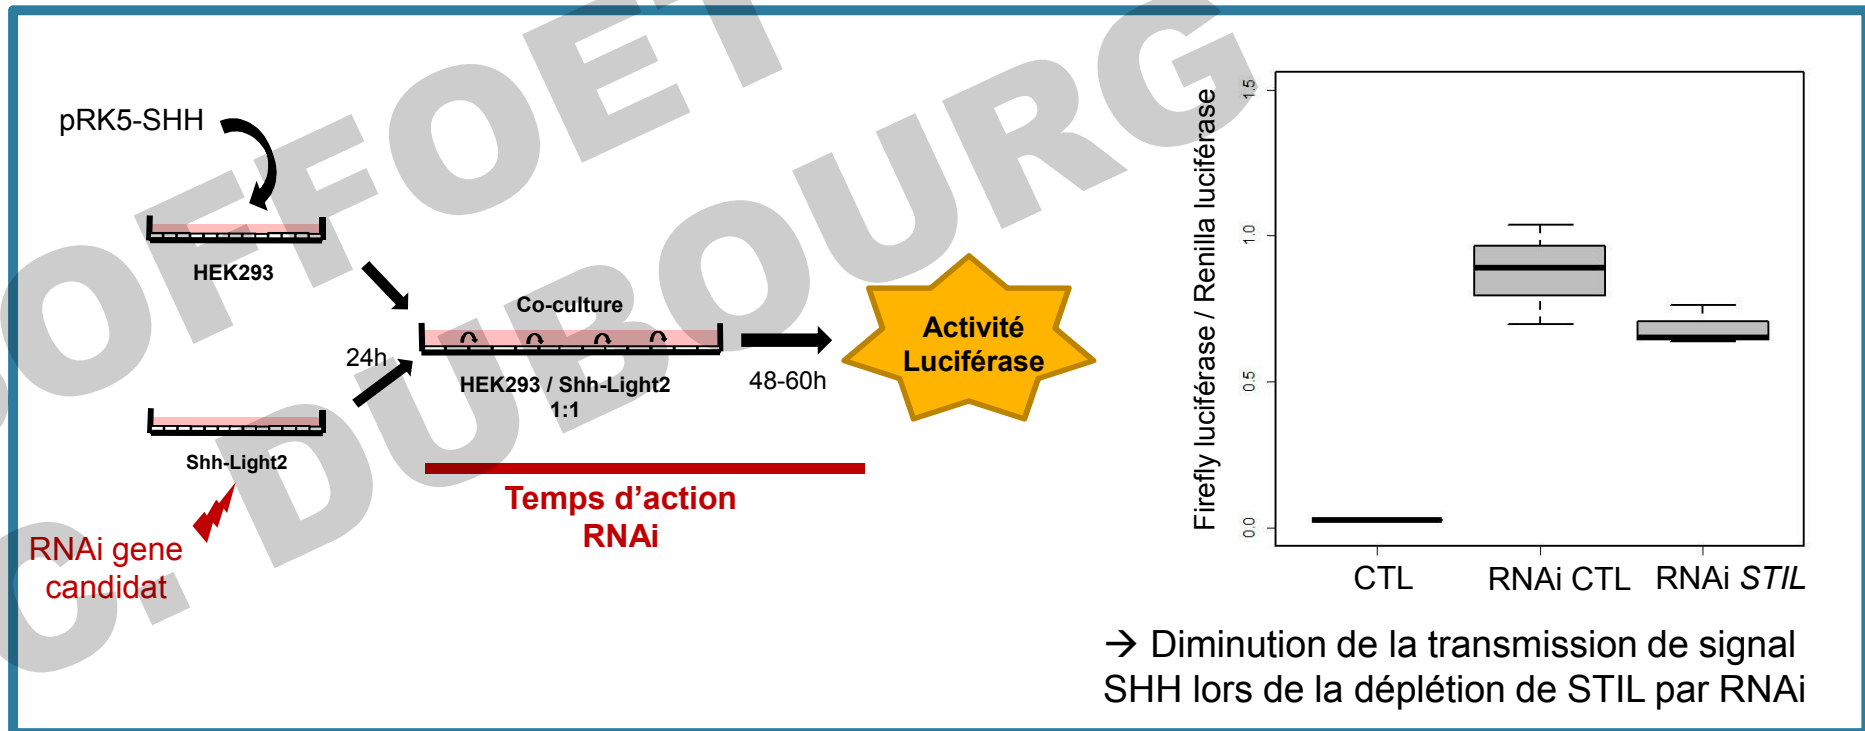 pRK5-SHH
HEK293
24h
Shh-Light2
RNAi gene
candidat
Co-culture
HEK293 / Shh-Light2
1:1
48-60h
Temps d’action
RNAi
Activité
Luciférase
Firefly luciférase / Renilla luciférase
1.5
1.0
0.5
0.0
CTL
RNAi CTL
RNAi STIL
→ Diminution de la transmission de signal
SHH lors de la déplétion de STIL par RNAi
OFFOET
C. DUBOURG